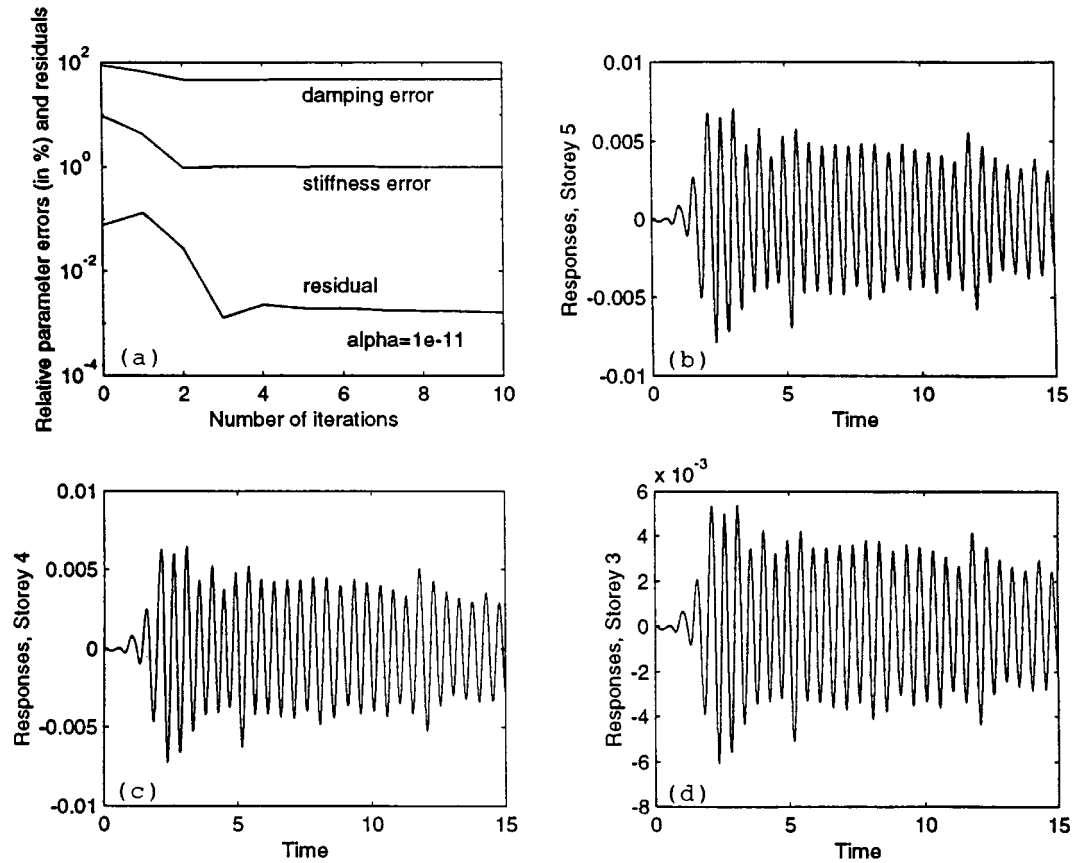 Relative parameter errors (in %) and residuals
10^2
10^0
10^-2
10^-4
damping error
stiffness error
residual
alpha=1e-11
(a)
0 2 4 6 8 10
Number of iterations
Responses, Storey 5
0.01
0.005
0
-0.005
-0.01
(b)
0 5 10 15
Time
Responses, Storey 4
0.01
0.005
0
-0.005
-0.01
(c)
0 5 10 15
Time
x 10^-3
Responses, Storey 3
6
4
2
0
-2
-4
-6
-8
(d)
0 5 10 15
Time